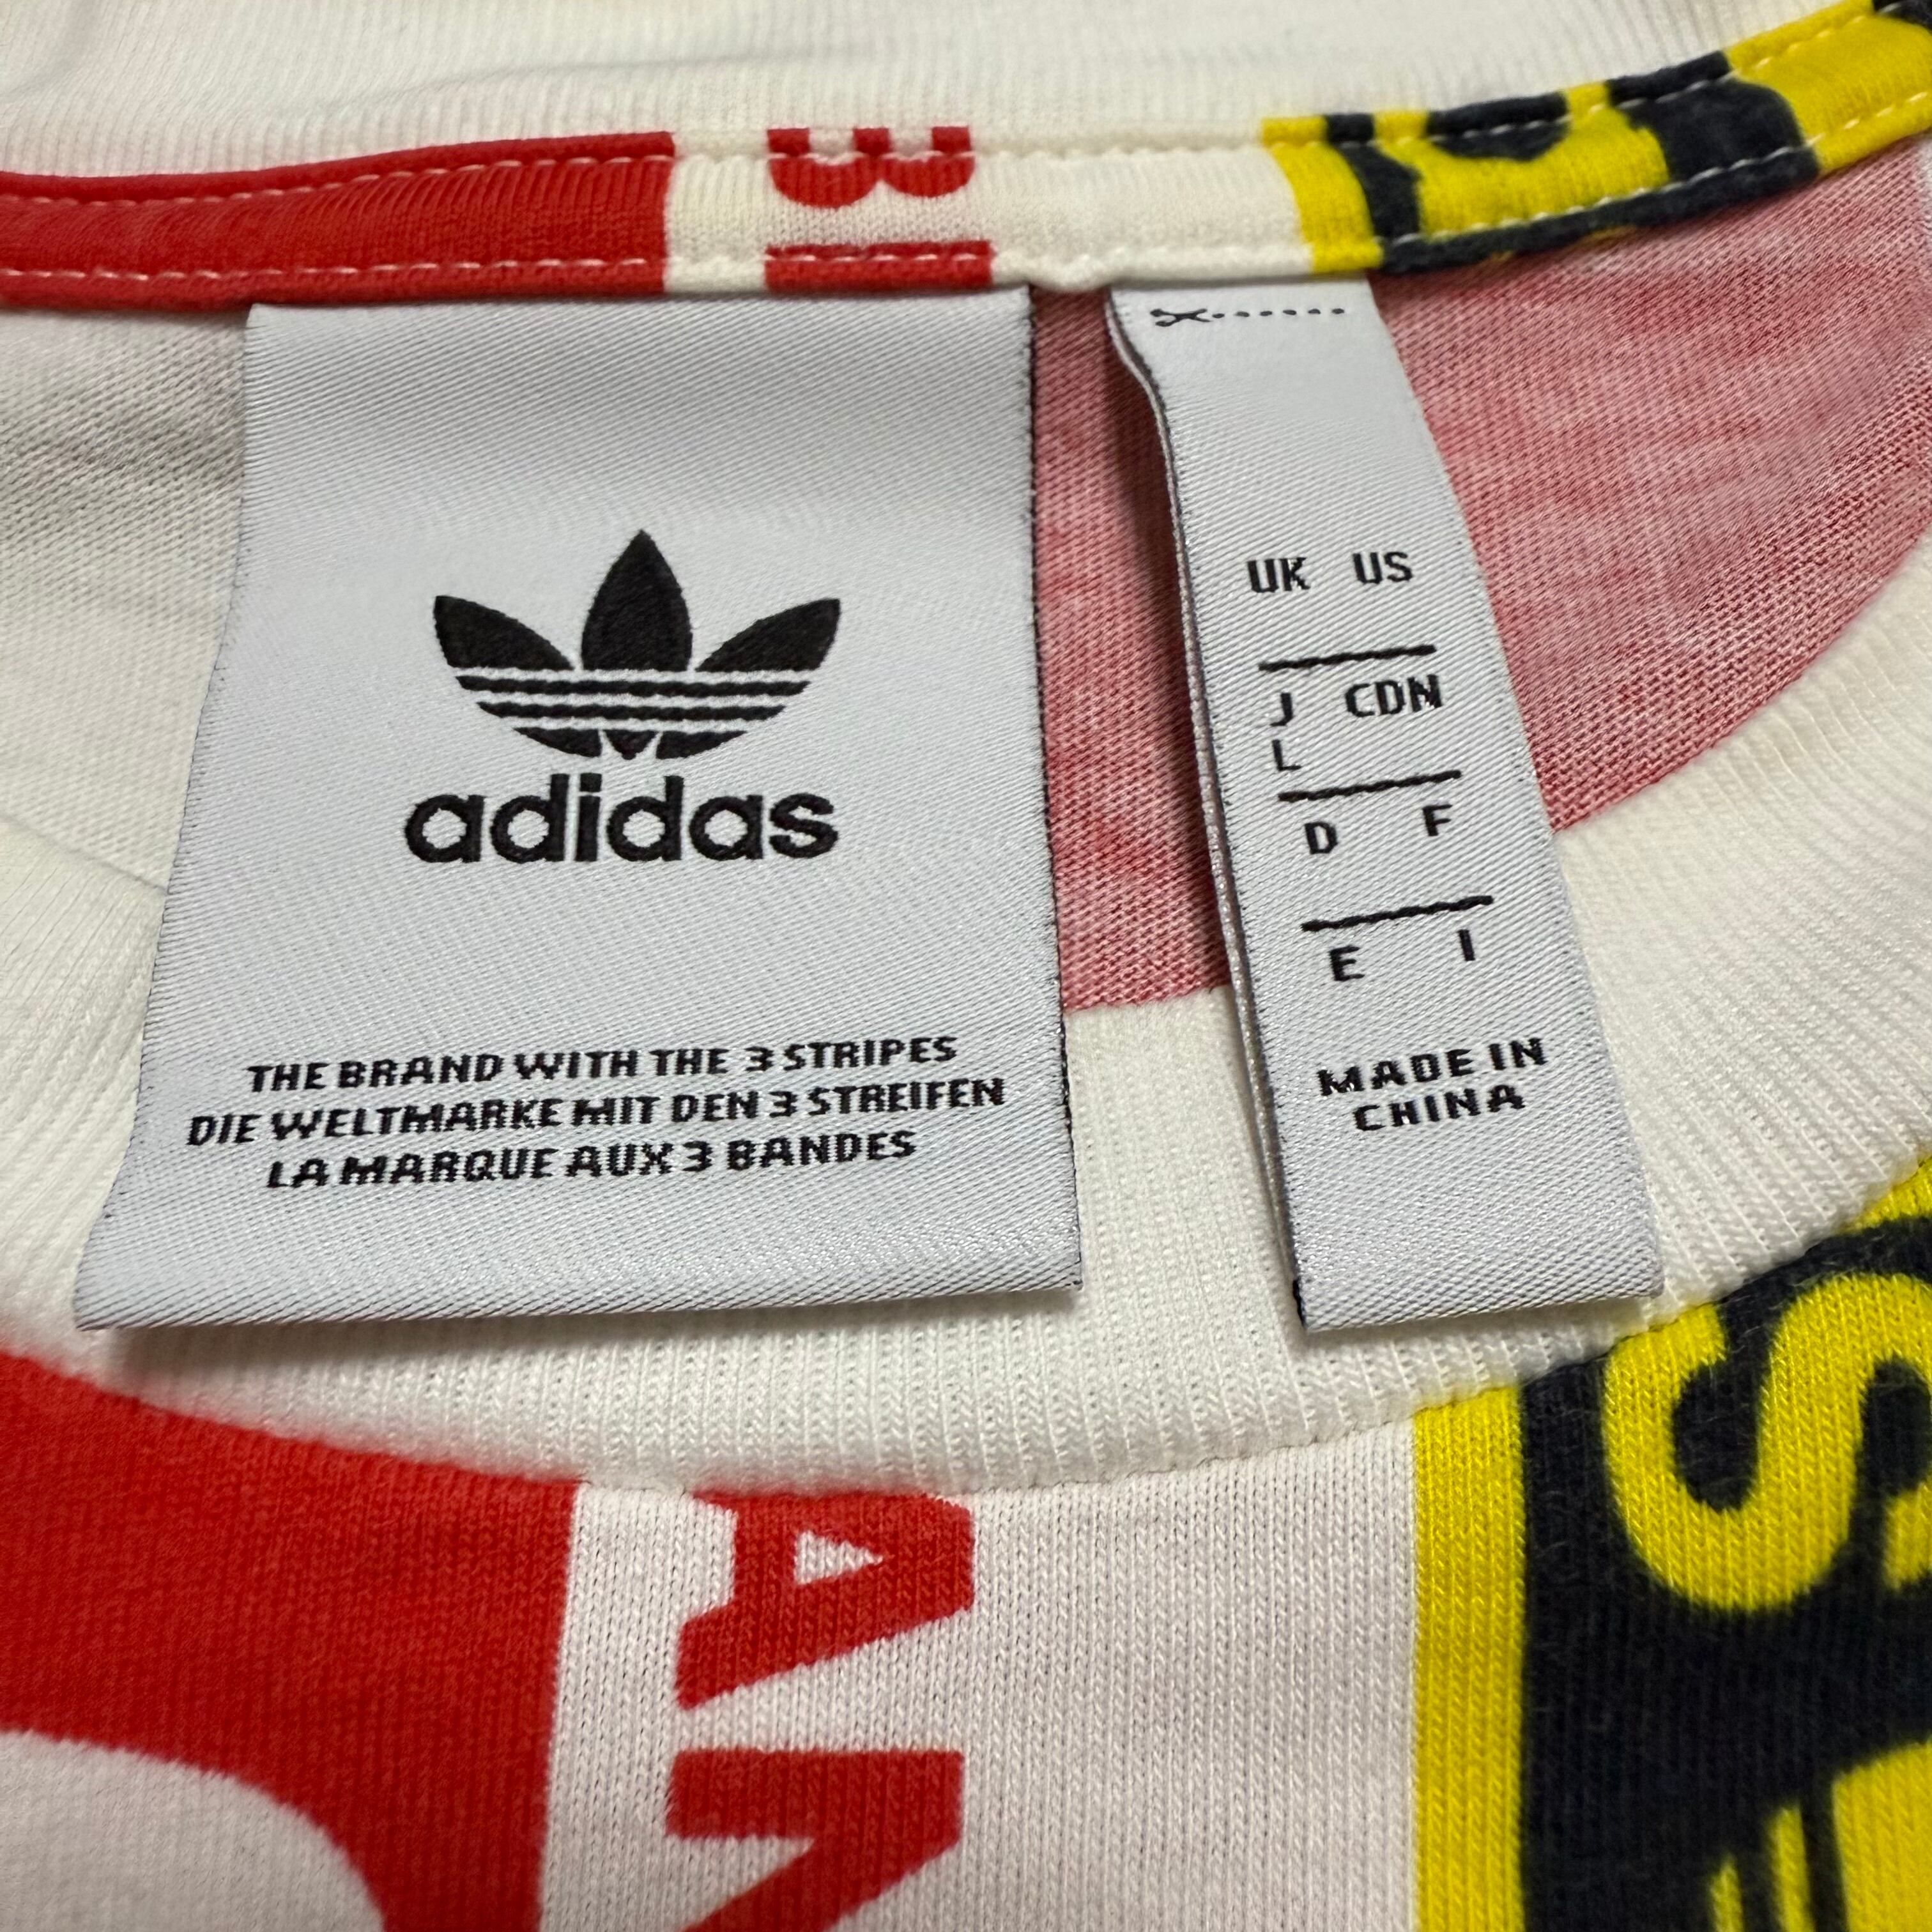 adidas
THE BRAND WITH THE 3 STRIPES
DIE WELTMARKE MIT DEN 3 STREIFEN
LA MARQUE AUX 3 BANDES
UK US
J CDN
L
D F
E I
MADE IN
CHINA